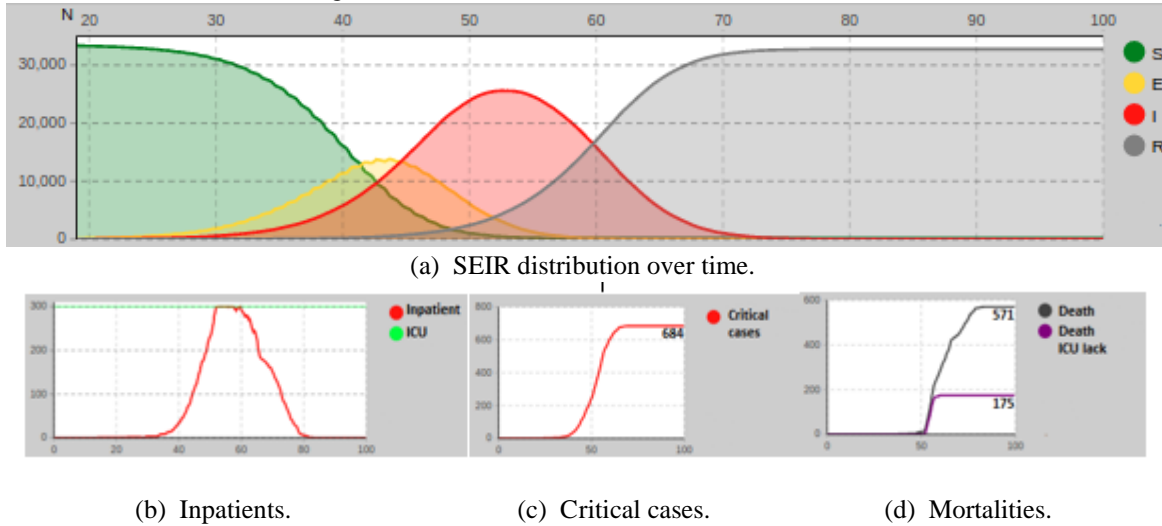 N 20 30 40 50 60 70 80 90 100
30,000
20,000
10,000
0
S
E
I
R
(a) SEIR distribution over time.
300
200
100
0
0 20 40 60 80 100
Inpatient
ICU
800
600
400
200
0
0 50 100
684
Critical
cases
600
400
200
0
0 50 100
571
175
Death
Death
ICU lack
(b) Inpatients. (c) Critical cases. (d) Mortalities.